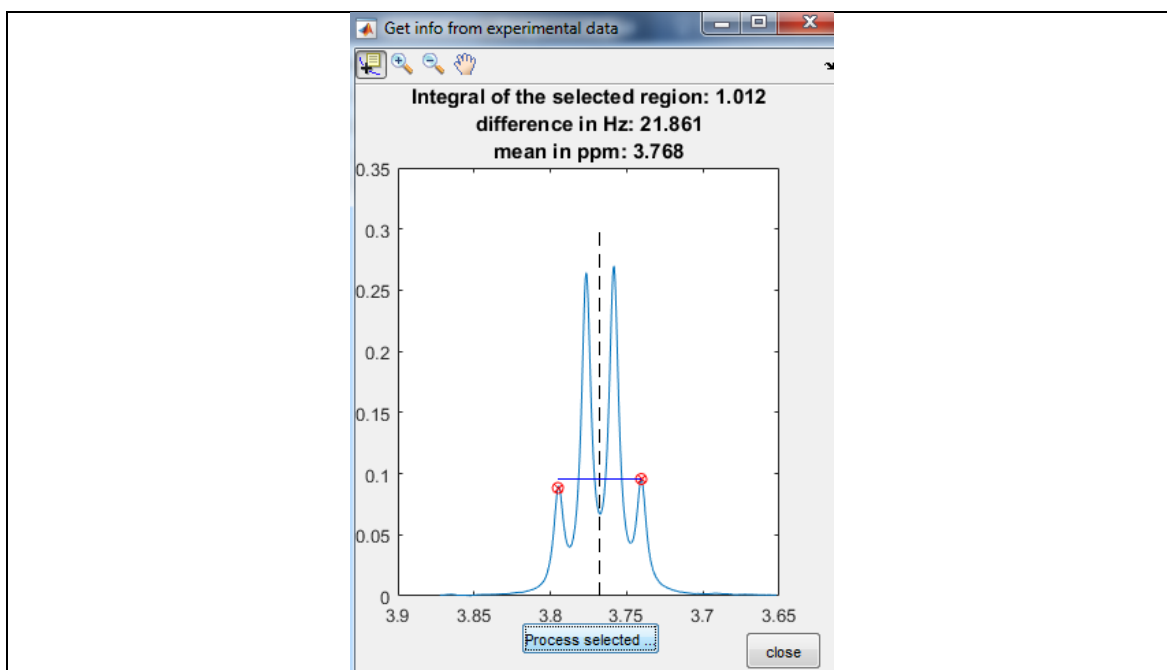 Get info from experimental data
Integral of the selected region: 1.012
difference in Hz: 21.861
mean in ppm: 3.768
0.35
0.3
0.25
0.2
0.15
0.1
0.05
0
3.9 3.85 3.8 3.75 3.7 3.65
Process selected ...
close